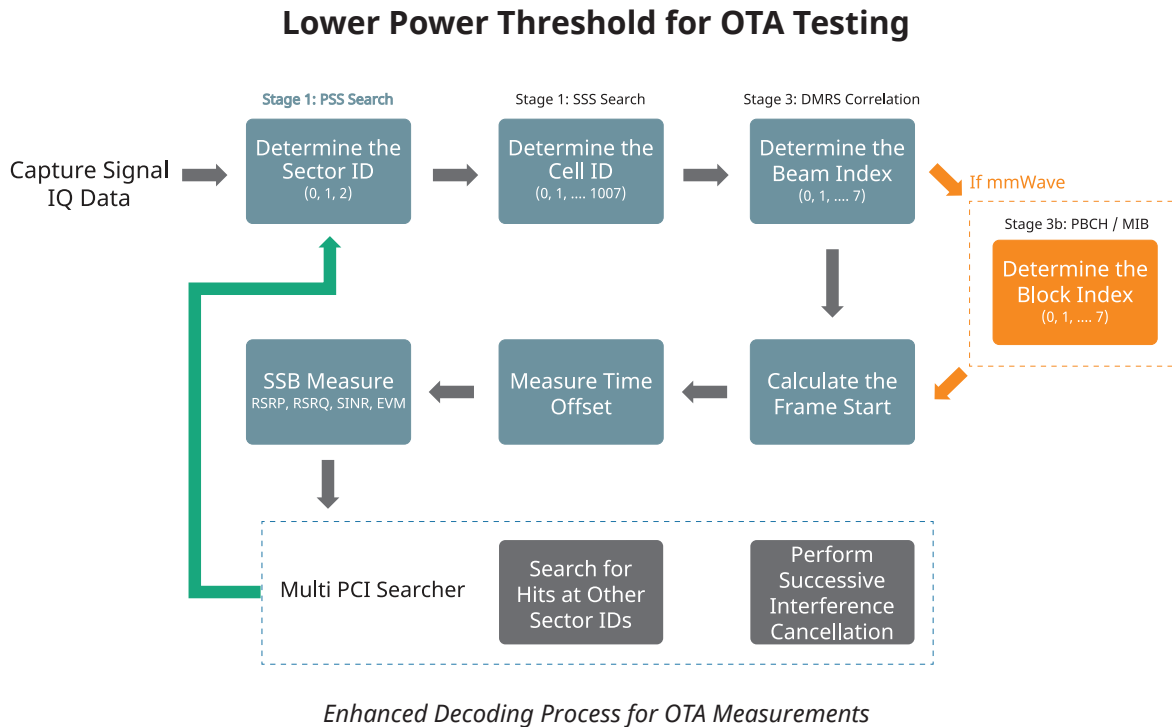 Lower Power Threshold for OTA Testing
Stage 1: PSS Search
Stage 1: SSS Search
Stage 3: DMRS Correlation
Capture Signal
IQ Data
Determine the
Sector ID
(0, 1, 2)
Determine the
Cell ID
(0, 1, .... 1007)
Determine the
Beam Index
(0, 1, .... 7)
If mmWave
Stage 3b: PBCH / MIB
Determine the
Block Index
(0, 1, .... 7)
SSB Measure
RSRP, RSRQ, SINR, EVM
Measure Time
Offset
Calculate the
Frame Start
Multi PCI Searcher
Search for
Hits at Other
Sector IDs
Perform
Successive
Interference
Cancellation
Enhanced Decoding Process for OTA Measurements